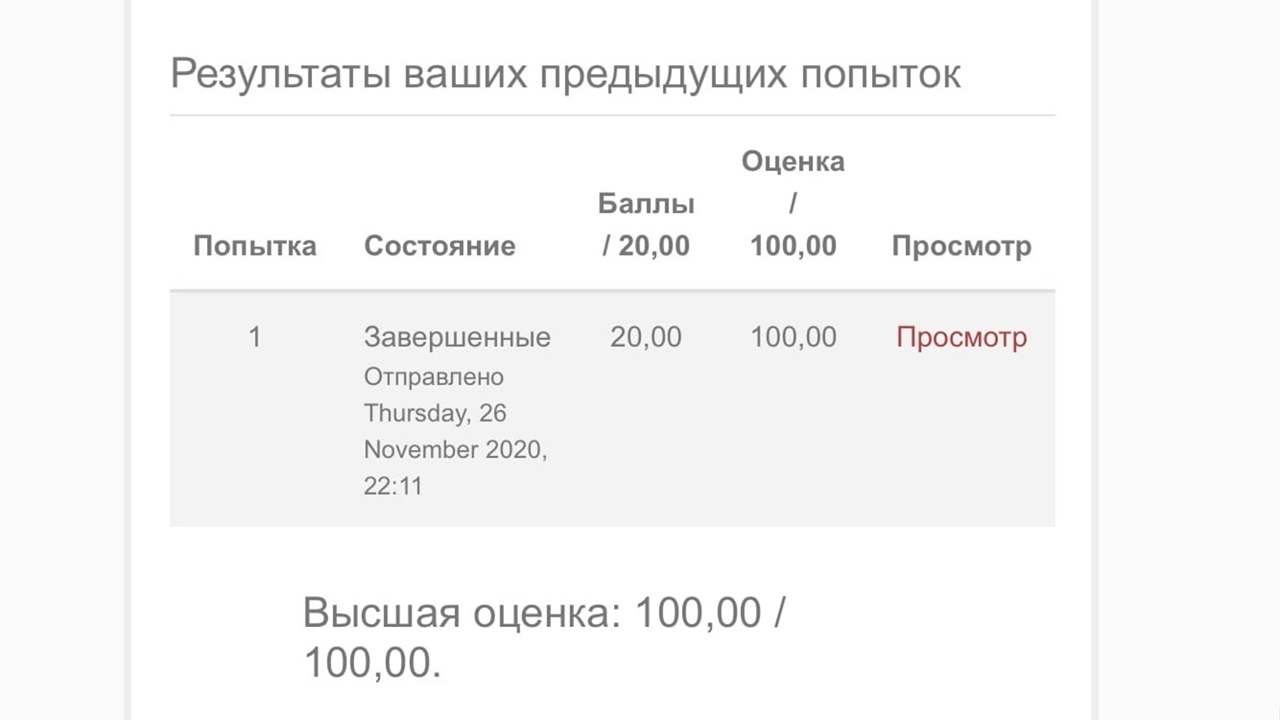 Результаты ваших предыдущих попыток
Оценка
Баллы /
Попытка Состояние / 20,00 100,00 Просмотр
1 Завершенные 20,00 100,00 Просмотр
Отправлено
Thursday, 26
November 2020,
22:11
Высшая оценка: 100,00 /
100,00.